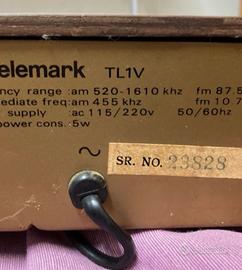 elemark TL1V
ncy range :am 520-1610 khz fm 87.5
mediate freq:am 455 khz fm 10.7
supply :ac 115/220v 50/60hz
power cons. :5w
~
SR. NO. 23828